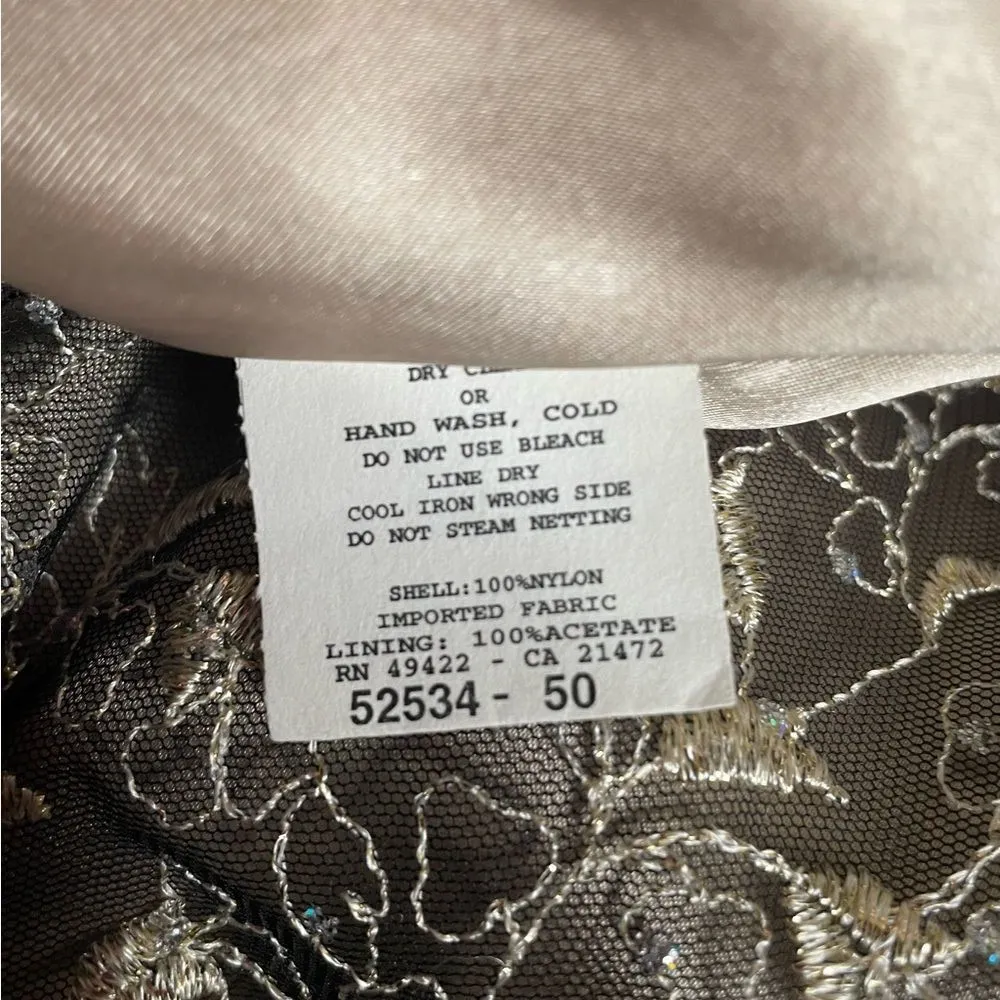 DRY
OR
HAND WASH, COLD
DO NOT USE BLEACH
LINE DRY
COOL IRON WRONG SIDE
DO NOT STEAM NETTING
SHELL:100%NYLON
IMPORTED FABRIC
LINING: 100%ACETATE
RN 49422 - CA 21472
52534 - 50